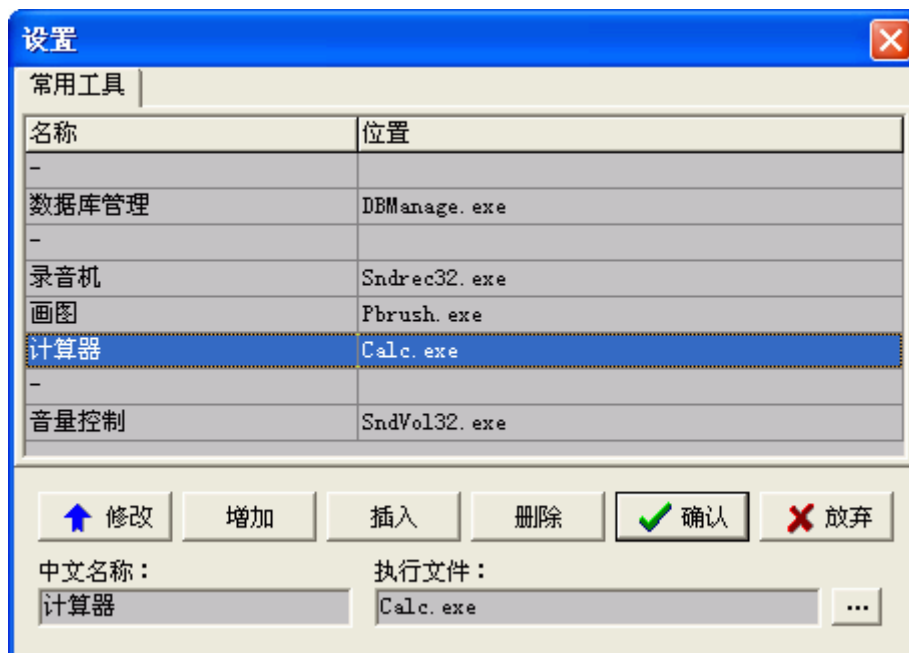 设置
常用工具
名称 位置
-
数据库管理 DBManage.exe
-
录音机 Sndrec32.exe
画图 Pbrush.exe
计算器 Calc.exe
-
音量控制 SndVol32.exe
修改 增加 插入 删除 确认 放弃
中文名称： 执行文件：
计算器 Calc.exe ...